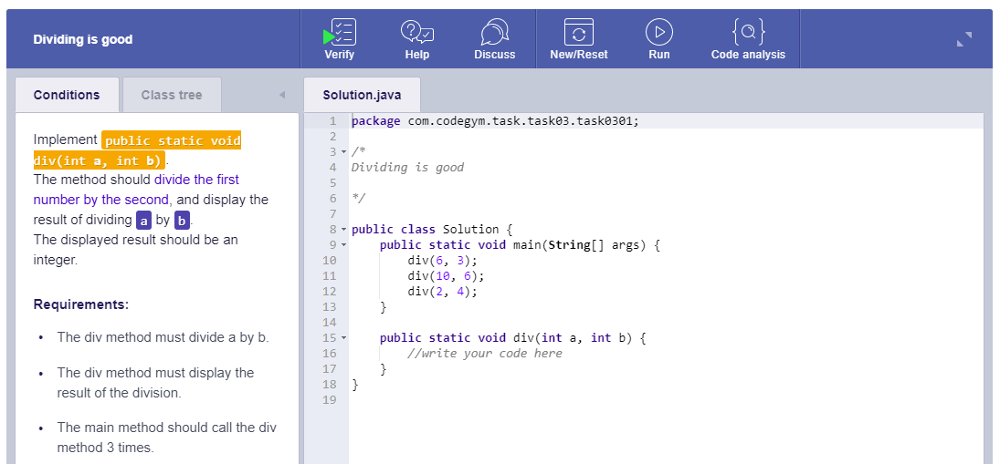 Dividing is good
Verify
Help
Discuss
New/Reset
Run
Code analysis
Conditions
Class tree
Implement public static void
div(int a, int b).
The method should divide the first
number by the second, and display the
result of dividing a by b.
The displayed result should be an
integer.
Requirements:
• The div method must divide a by b.
• The div method must display the
result of the division.
• The main method should call the div
method 3 times.
Solution.java
1 package com.codegym.task.task03.task0301;
2
3 /*
4 Dividing is good
5
6 */
7
8 public class Solution {
9 public static void main(String[] args) {
10 div(6, 3);
11 div(10, 6);
12 div(2, 4);
13 }
14
15 public static void div(int a, int b) {
16 //write your code here
17 }
18 }
19